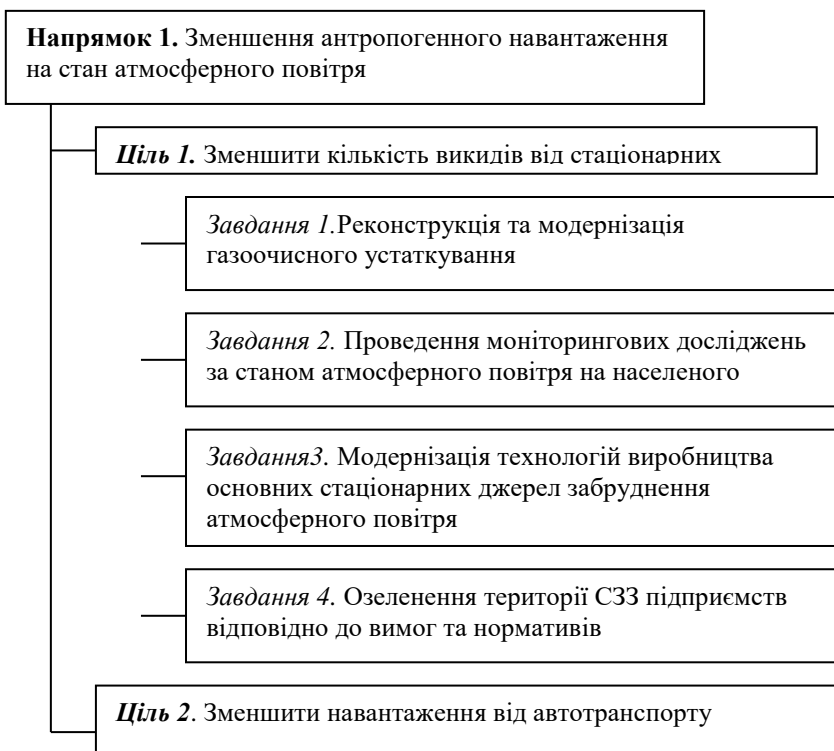 Напрямок 1. Зменшення антропогенного навантаження
на стан атмосферного повітря
Ціль 1. Зменшити кількість викидів від стаціонарних
Завдання 1.Реконструкція та модернізація
газоочисного устаткування
Завдання 2. Проведення моніторингових досліджень
за станом атмосферного повітря на населеного
Завдання3. Модернізація технологій виробництва
основних стаціонарних джерел забруднення
атмосферного повітря
Завдання 4. Озеленення території СЗЗ підприємств
відповідно до вимог та нормативів
Ціль 2. Зменшити навантаження від автотранспорту